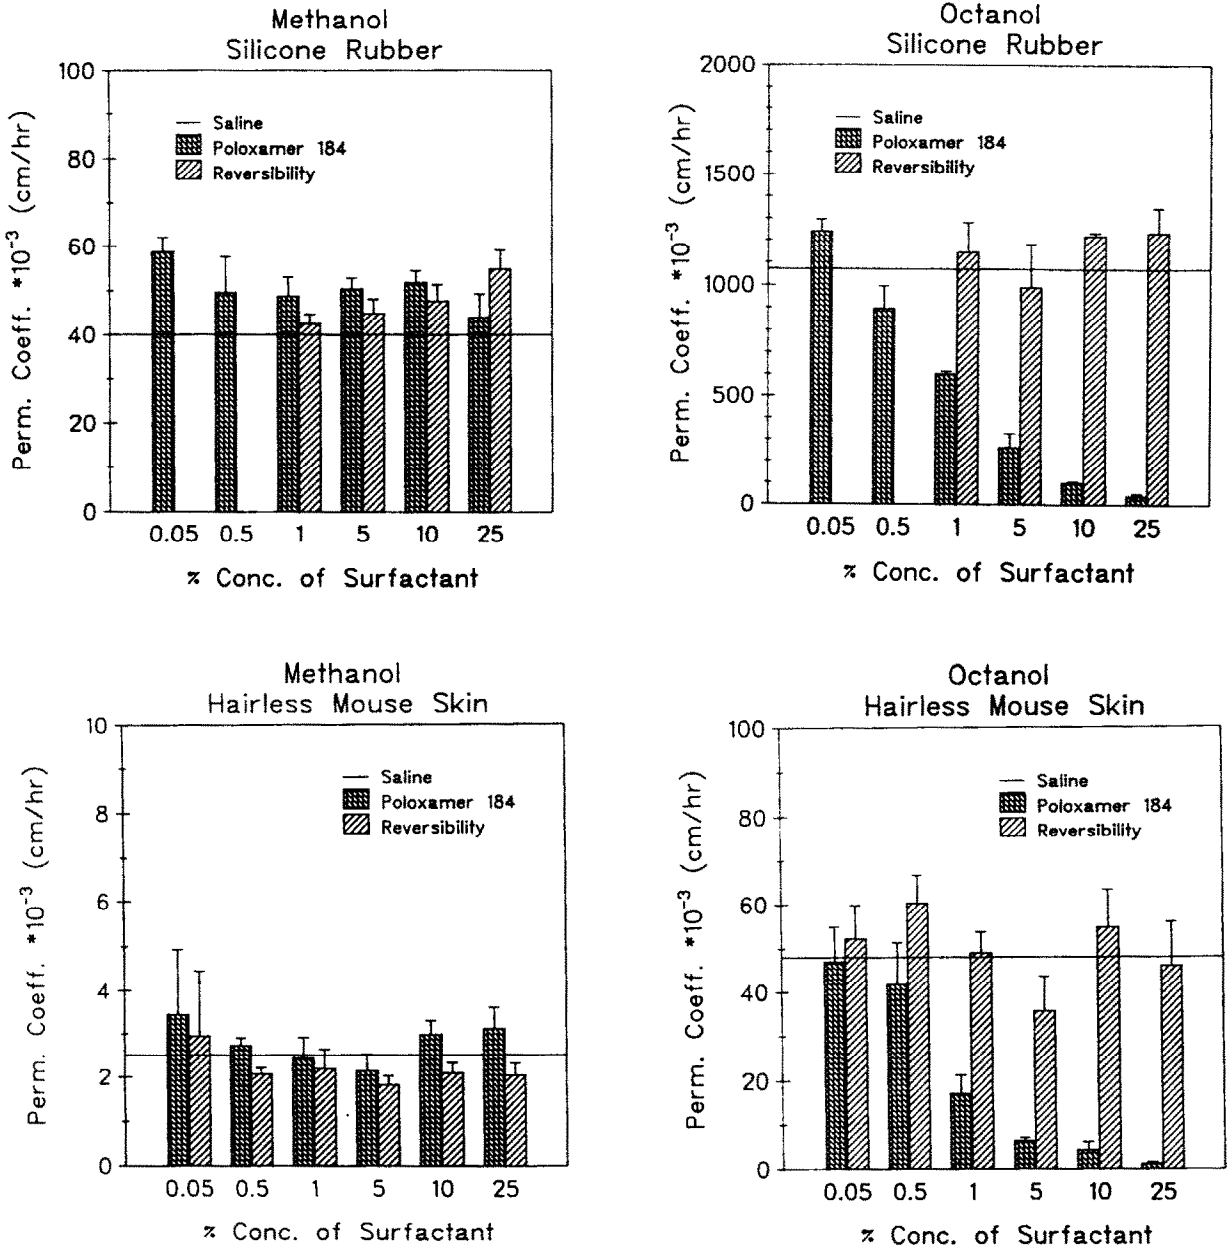 Methanol
Silicone Rubber
Perm. Coeff. *10-3 (cm/hr)
100
80
60
40
20
0
Saline
Poloxamer 184
Reversibility
0.05 0.5 1 5 10 25
% Conc. of Surfactant
Octanol
Silicone Rubber
Perm. Coeff. *10-3 (cm/hr)
2000
1500
1000
500
0
Saline
Poloxamer 184
Reversibility
0.05 0.5 1 5 10 25
% Conc. of Surfactant
Methanol
Hairless Mouse Skin
Perm. Coeff. *10-3 (cm/hr)
10
8
6
4
2
0
Saline
Poloxamer 184
Reversibility
0.05 0.5 1 5 10 25
% Conc. of Surfactant
Octanol
Hairless Mouse Skin
Perm. Coeff. *10-3 (cm/hr)
100
80
60
40
20
0
Saline
Poloxamer 184
Reversibility
0.05 0.5 1 5 10 25
% Conc. of Surfactant